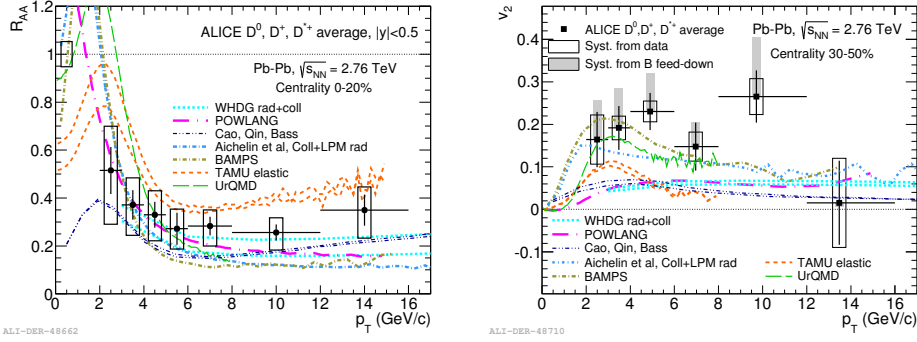 R_AA
1.2
1
0.8
0.6
0.4
0.2
0
0 2 4 6 8 10 12 14 16
p_T (GeV/c)
ALICE D^0, D^+, D^*+ average, |y|<0.5
Pb-Pb, √s_NN = 2.76 TeV
Centrality 0-20%
WHDG rad+coll
POWLANG
Cao, Qin, Bass
Aichelin et al, Coll+LPM rad
BAMPS
TAMU elastic
UrQMD
ALI-DER-48662
v_2
0.4
0.3
0.2
0.1
0
-0.1
0 2 4 6 8 10 12 14 16
p_T (GeV/c)
ALICE D^0,D^+, D^*+ average
Syst. from data
Syst. from B feed-down
Pb-Pb, √s_NN = 2.76 TeV
Centrality 30-50%
WHDG rad+coll
POWLANG
Cao, Qin, Bass
Aichelin et al, Coll+LPM rad
BAMPS
TAMU elastic
UrQMD
ALI-DER-48710